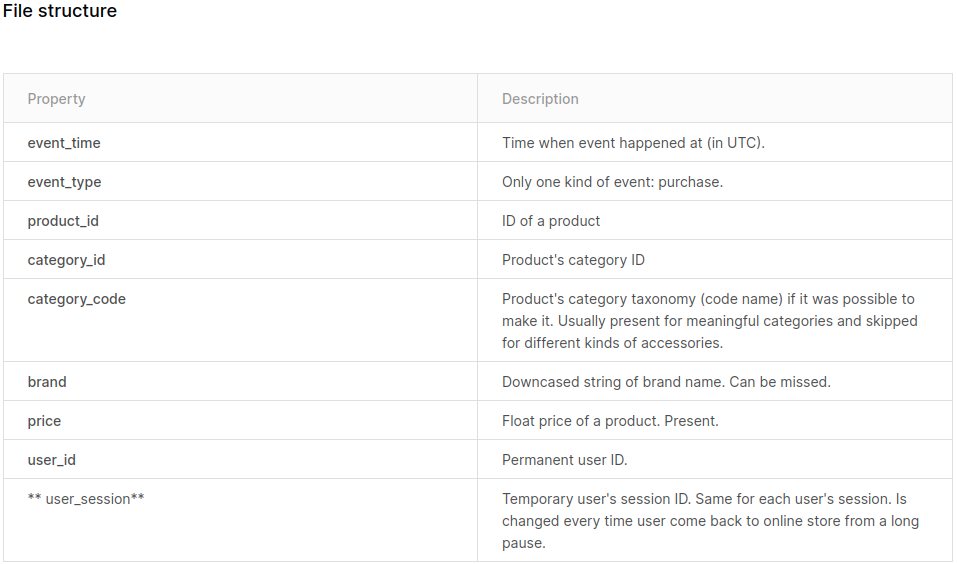 File structure
Property Description
event_time Time when event happened at (in UTC).
event_type Only one kind of event: purchase.
product_id ID of a product
category_id Product's category ID
category_code Product's category taxonomy (code name) if it was possible to
make it. Usually present for meaningful categories and skipped
for different kinds of accessories.
brand Downcased string of brand name. Can be missed.
price Float price of a product. Present.
user_id Permanent user ID.
** user_session** Temporary user's session ID. Same for each user's session. Is
changed every time user come back to online store from a long
pause.